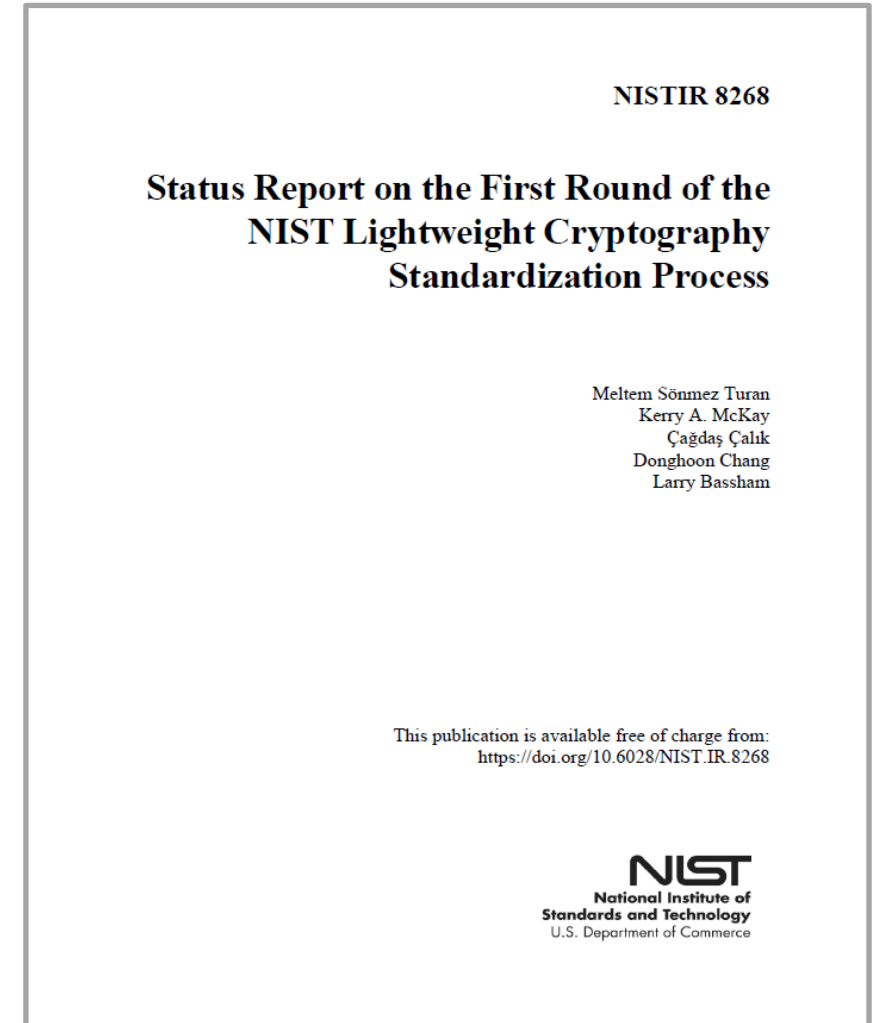 NISTIR 8268
Status Report on the First Round of the
NIST Lightweight Cryptography
Standardization Process
Meltem Sönmez Turan
Kerry A. McKay
Çağdaş Çalık
Donghoon Chang
Larry Bassham
This publication is available free of charge from:
https://doi.org/10.6028/NIST.IR.8268
NIST
National Institute of
Standards and Technology
U.S. Department of Commerce